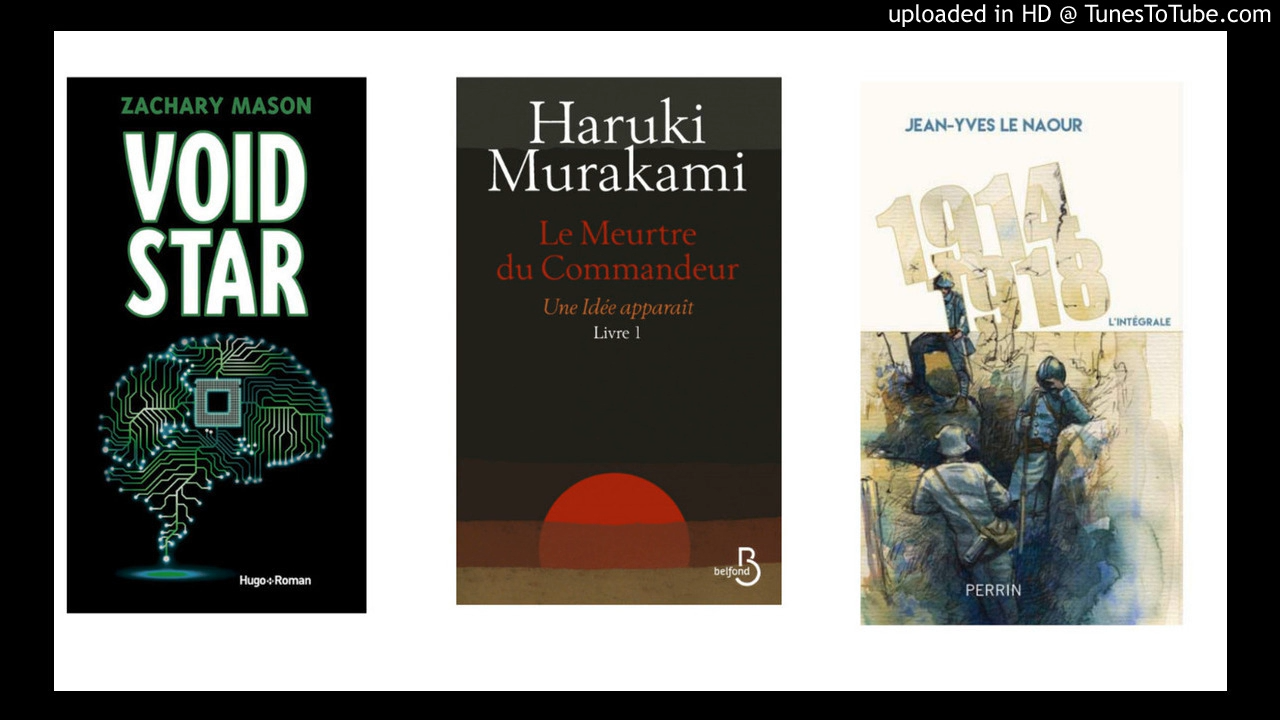 uploaded in HD @ TunesToTube.com
ZACHARY MASON
VOID
STAR
Hugo+Roman
Haruki
Murakami
Le Meurtre
du Commandeur
Une Idée apparaît
Livre 1
belfond
JEAN-YVES LE NAOUR
1914
1918
L'INTÉGRALE
PERRIN